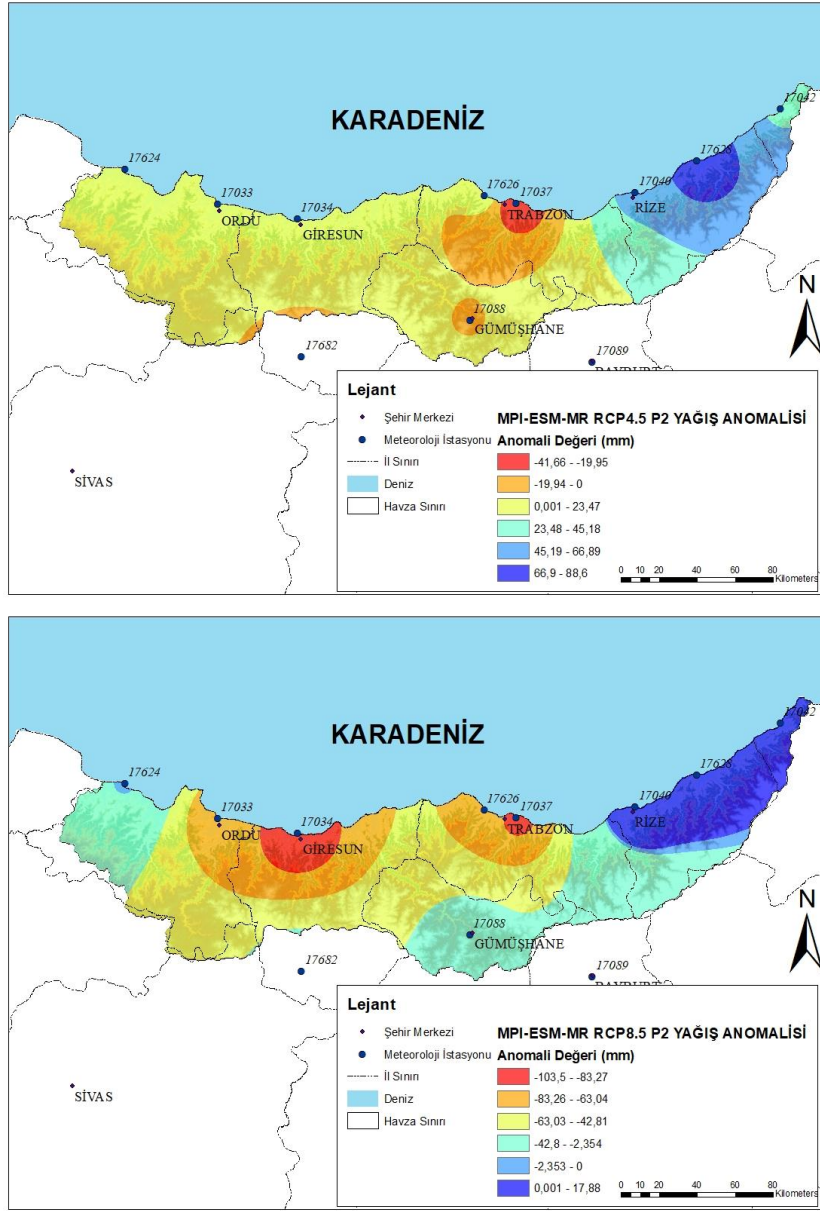 KARADENİZ
17042
17628
17624
17040
17626
17033
17037
RİZE
17034
TRABZON
ORDU
GİRESUN
N
17088
GÜMÜŞHANE
17682
17089
SİVAS
Lejant
Şehir Merkezi
Meteoroloji İstasyonu
İl Sınırı
Deniz
Havza Sınırı
MPI-ESM-MR RCP4.5 P2 YAĞIŞ ANOMALİSİ
Anomali Değeri (mm)
-41,66 - -19,95
-19,94 - 0
0,001 - 23,47
23,48 - 45,18
45,19 - 66,89
66,9 - 88,6
0 10 20 40 60 80
Kilometers
KARADENİZ
17042
17628
17624
17040
17626
17033
17037
RİZE
17034
TRABZON
ORDU
GİRESUN
N
17088
GÜMÜŞHANE
17682
17089
SİVAS
Lejant
Şehir Merkezi
Meteoroloji İstasyonu
İl Sınırı
Deniz
Havza Sınırı
MPI-ESM-MR RCP8.5 P2 YAĞIŞ ANOMALİSİ
Anomali Değeri (mm)
-103,5 - -83,27
-83,26 - -63,04
-63,03 - -42,81
-42,8 - -2,354
-2,353 - 0
0,001 - 17,88
0 10 20 40 60 80
Kilometers